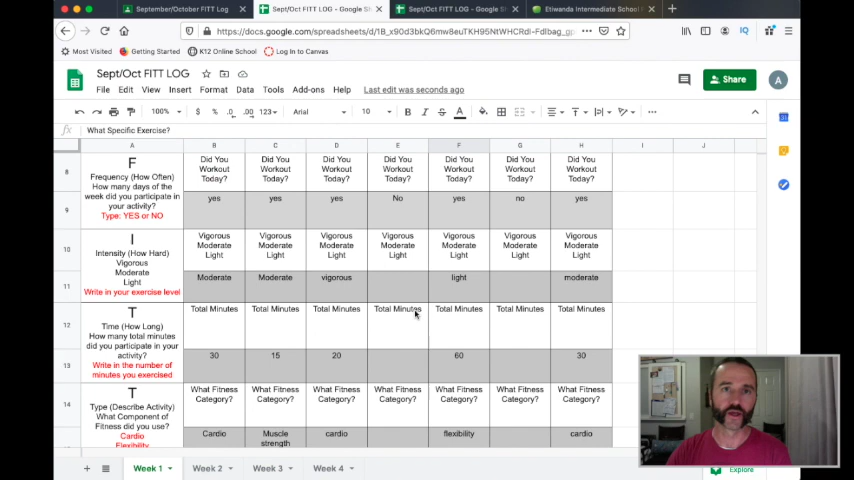 September/October FITT Log
Sept/Oct FITT LOG - Google Sh
Sept/Oct FITT LOG - Google Sh
Etiwanda Intermediate School
https://docs.google.com/spreadsheets/d/
Most Visited Getting Started K12 Online School Log In to Canvas
Sept/Oct FITT LOG
File Edit View Insert Format Data Tools Add-ons Help Last edit was seconds ago
Share
A
100% $ % .0 .00 123 Arial 10 B I S A
fx What Specific Exercise?
A B C D E F G H I J
8
F
Frequency (How Often)
How many days of the
week did you participate in
your activity?
Type: YES or NO
Did You Workout Today? Did You Workout Today? Did You Workout Today? Did You Workout Today? Did You Workout Today? Did You Workout Today? Did You Workout Today?
9 yes yes yes No yes no yes
10
I
Intensity (How Hard)
Vigorous
Moderate
Light
Write in your exercise level
Vigorous Moderate Light Vigorous Moderate Light Vigorous Moderate Light Vigorous Moderate Light Vigorous Moderate Light Vigorous Moderate Light Vigorous Moderate Light
11 Moderate Moderate vigorous light moderate
12
T
Time (How Long)
How many total minutes
did you participate in your
activity?
Write in the number of
minutes you exercised
Total Minutes Total Minutes Total Minutes Total Minutes Total Minutes Total Minutes Total Minutes
13 30 15 20 60 30
14
T
Type (Describe Activity)
What Component of
Fitness did you use?
Cardio
Flexibility
What Fitness Category? What Fitness Category? What Fitness Category? What Fitness Category? What Fitness Category? What Fitness Category? What Fitness Category?
Cardio Muscle strength cardio flexibility cardio
Week 1 Week 2 Week 3 Week 4
Explore